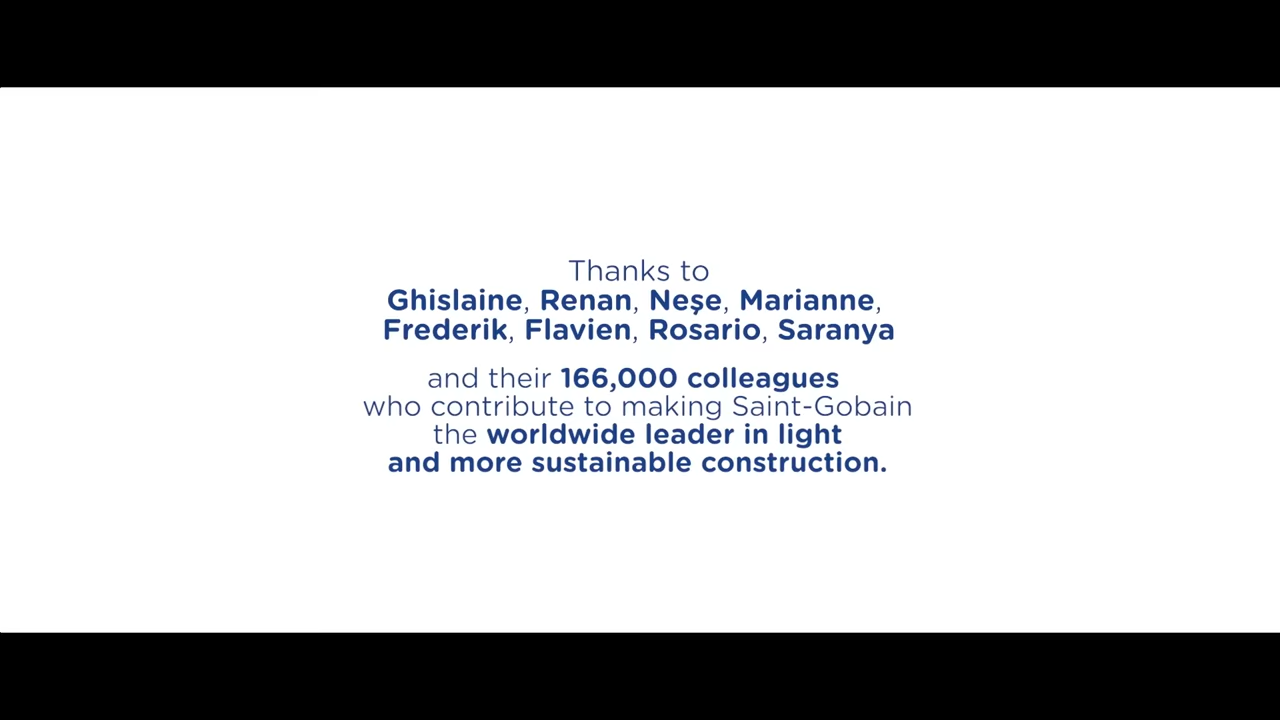 Thanks to
Ghislaine, Renan, Neşe, Marianne,
Frederik, Flavien, Rosario, Saranya
and their 166,000 colleagues
who contribute to making Saint-Gobain
the worldwide leader in light
and more sustainable construction.